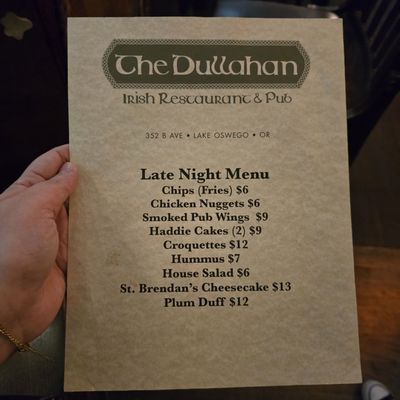 The Dullahan
Irish Restaurant & Pub
352 B AVE • LAKE OSWEGO • OR
Late Night Menu
Chips (Fries) $6
Chicken Nuggets $6
Smoked Pub Wings $9
Haddie Cakes (2) $9
Croquettes $12
Hummus $7
House Salad $6
St. Brendan's Cheesecake $13
Plum Duff $12